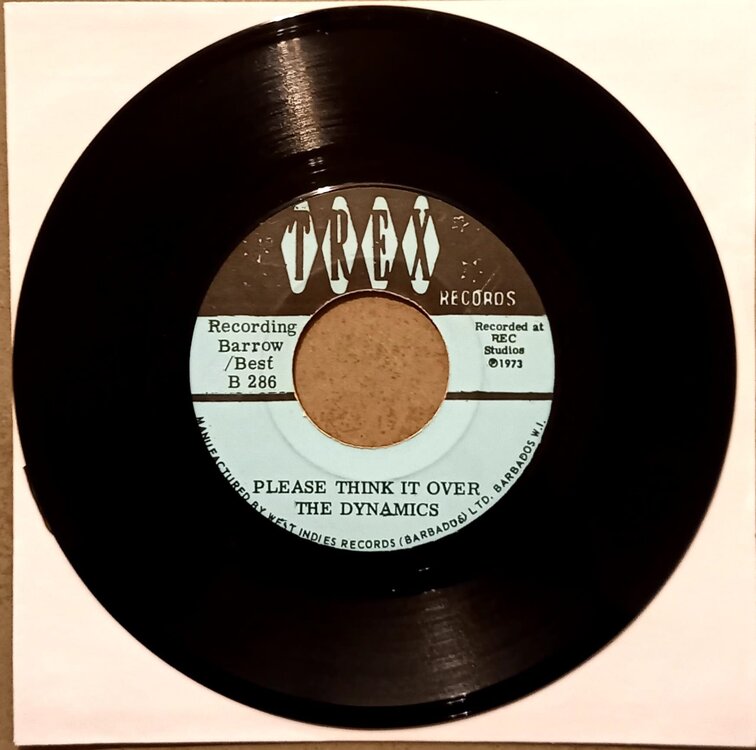 TREX
RECORDS
Recording
Barrow
/Best
B 286
Recorded at
REC
Studios
℗1973
PLEASE THINK IT OVER
THE DYNAMICS
MANUFACTURED BY WEST INDIES RECORDS (BARBADOS) LTD. BARBADOS W.I.